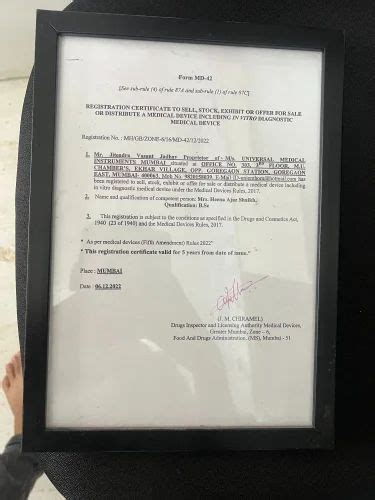 Form MD-42
[See sub-rule (4) of rule 87A and sub-rule (1) of rule 87C].
REGISTRATION CERTIFICATE TO SELL, STOCK, EXHIBIT OR OFFER FOR SALE
OR DISTRIBUTE A MEDICAL DEVICE INCLUDING IN VITRO DIAGNOSTIC
MEDICAL DEVICE
Registration No. : MH/GB/ZONE-6/16/MD-42/12/2022
1. Mr. Jitendra Vasant Jadhav Proprietor of - M/s. UNIVERSAL MEDICAL
INSTRUMENTS MUMBAI situated at OFFICE NO. 303, 3RD FLOOR, M.U.
CHAMBER'S, EKHAR VILLAGE, OPP. GOREGAON STATION, GOREGAON
EAST, MUMBAI- 400063. Mob No. E-Mail
has been registered to sell, stock, exhibit or offer for sale or distribute a medical device including
in vitro diagnostic medical device under the Medical Devices Rules, 2017.
2. Name and qualification of competent person: Mrs. Heena Ajaz Shaikh,
Qualification: B.Sc
3. This registration is subject to the conditions as specified in the Drugs and Cosmetics Act,
1940 (23 of 1940) and the Medical Devices Rules, 2017.
* As per medical devices (Fifth Amendment) Rules 2022"
* This registration certificate valid for 5 years from date of issue."
Place : MUMBAI
Date : 06.12.2022
(J. M. CHIRAMEL)
Drugs Inspector and Licensing Authority Medical Devices,
Greater Mumbai, Zone – 6,
Food And Drugs Administration, (MS), Mumbai - 51